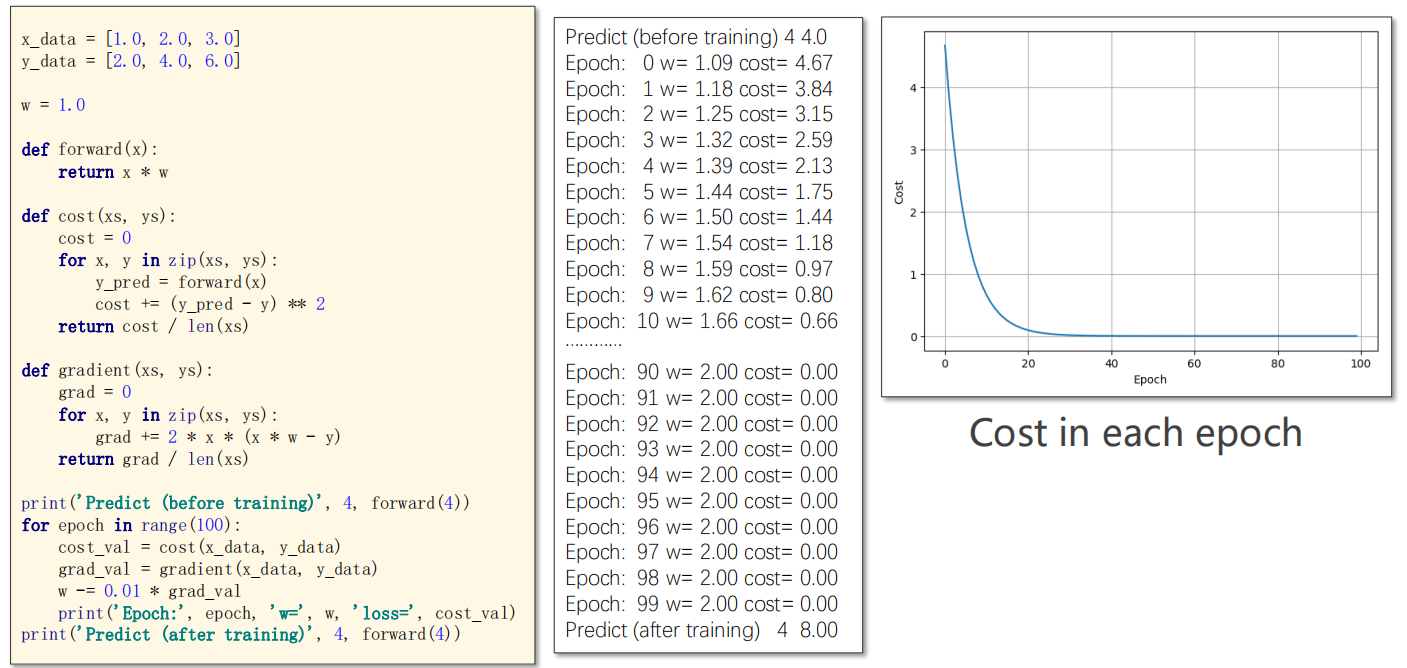 x_data = [1.0, 2.0, 3.0]
y_data = [2.0, 4.0, 6.0]
w = 1.0
def forward(x):
    return x * w
def cost(xs, ys):
    cost = 0
    for x, y in zip(xs, ys):
        y_pred = forward(x)
        cost += (y_pred - y) ** 2
    return cost / len(xs)
def gradient(xs, ys):
    grad = 0
    for x, y in zip(xs, ys):
        grad += 2 * x * (x * w - y)
    return grad / len(xs)
print('Predict (before training)', 4, forward(4))
for epoch in range(100):
    cost_val = cost(x_data, y_data)
    grad_val = gradient(x_data, y_data)
    w -= 0.01 * grad_val
    print('Epoch:', epoch, 'w=', w, 'loss=', cost_val)
print('Predict (after training)', 4, forward(4))
Predict (before training) 4 4.0
Epoch: 0 w= 1.09 cost= 4.67
Epoch: 1 w= 1.18 cost= 3.84
Epoch: 2 w= 1.25 cost= 3.15
Epoch: 3 w= 1.32 cost= 2.59
Epoch: 4 w= 1.39 cost= 2.13
Epoch: 5 w= 1.44 cost= 1.75
Epoch: 6 w= 1.50 cost= 1.44
Epoch: 7 w= 1.54 cost= 1.18
Epoch: 8 w= 1.59 cost= 0.97
Epoch: 9 w= 1.62 cost= 0.80
Epoch: 10 w= 1.66 cost= 0.66
…………
Epoch: 90 w= 2.00 cost= 0.00
Epoch: 91 w= 2.00 cost= 0.00
Epoch: 92 w= 2.00 cost= 0.00
Epoch: 93 w= 2.00 cost= 0.00
Epoch: 94 w= 2.00 cost= 0.00
Epoch: 95 w= 2.00 cost= 0.00
Epoch: 96 w= 2.00 cost= 0.00
Epoch: 97 w= 2.00 cost= 0.00
Epoch: 98 w= 2.00 cost= 0.00
Epoch: 99 w= 2.00 cost= 0.00
Predict (after training) 4 8.00
4
3
2
1
0
Cost
0 20 40 60 80 100
Epoch
Cost in each epoch